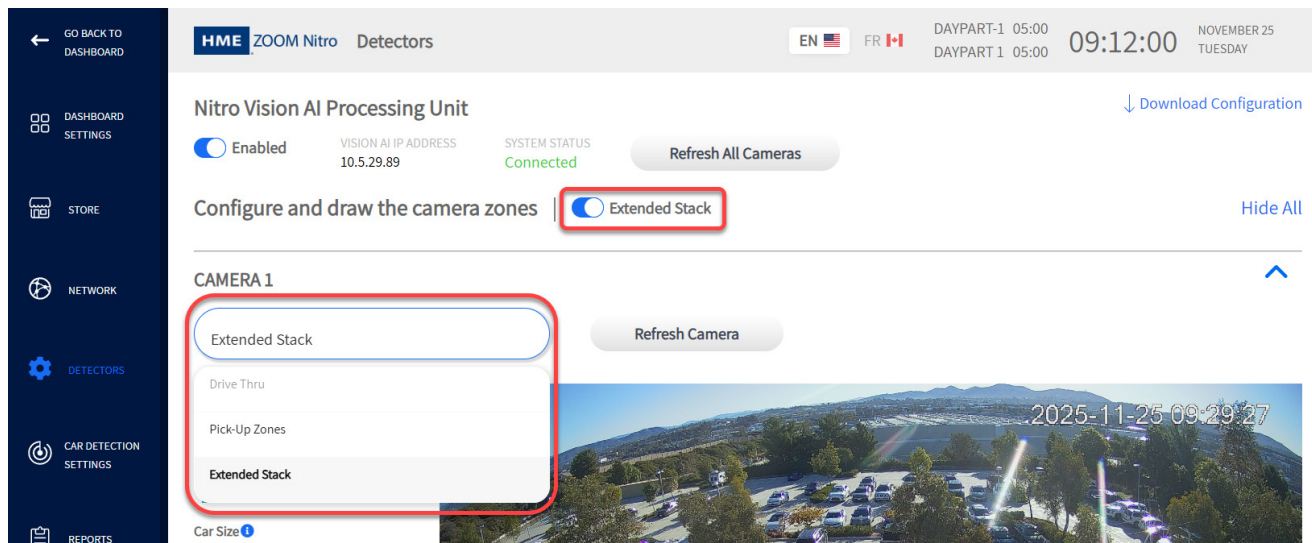 GO BACK TO
DASHBOARD
HME ZOOM Nitro Detectors
EN FR
DAYPART-1 05:00
DAYPART 1 05:00
09:12:00
NOVEMBER 25
TUESDAY
DASHBOARD
SETTINGS
STORE
NETWORK
DETECTORS
CAR DETECTION
SETTINGS
REPORTS
Nitro Vision AI Processing Unit
Download Configuration
Enabled
VISION AI IP ADDRESS
10.5.29.89
SYSTEM STATUS
Connected
Refresh All Cameras
Configure and draw the camera zones | Extended Stack
Hide All
CAMERA 1
Extended Stack
Refresh Camera
Drive Thru
Pick-Up Zones
Extended Stack
Car Size
2025-11-25 09:29:27